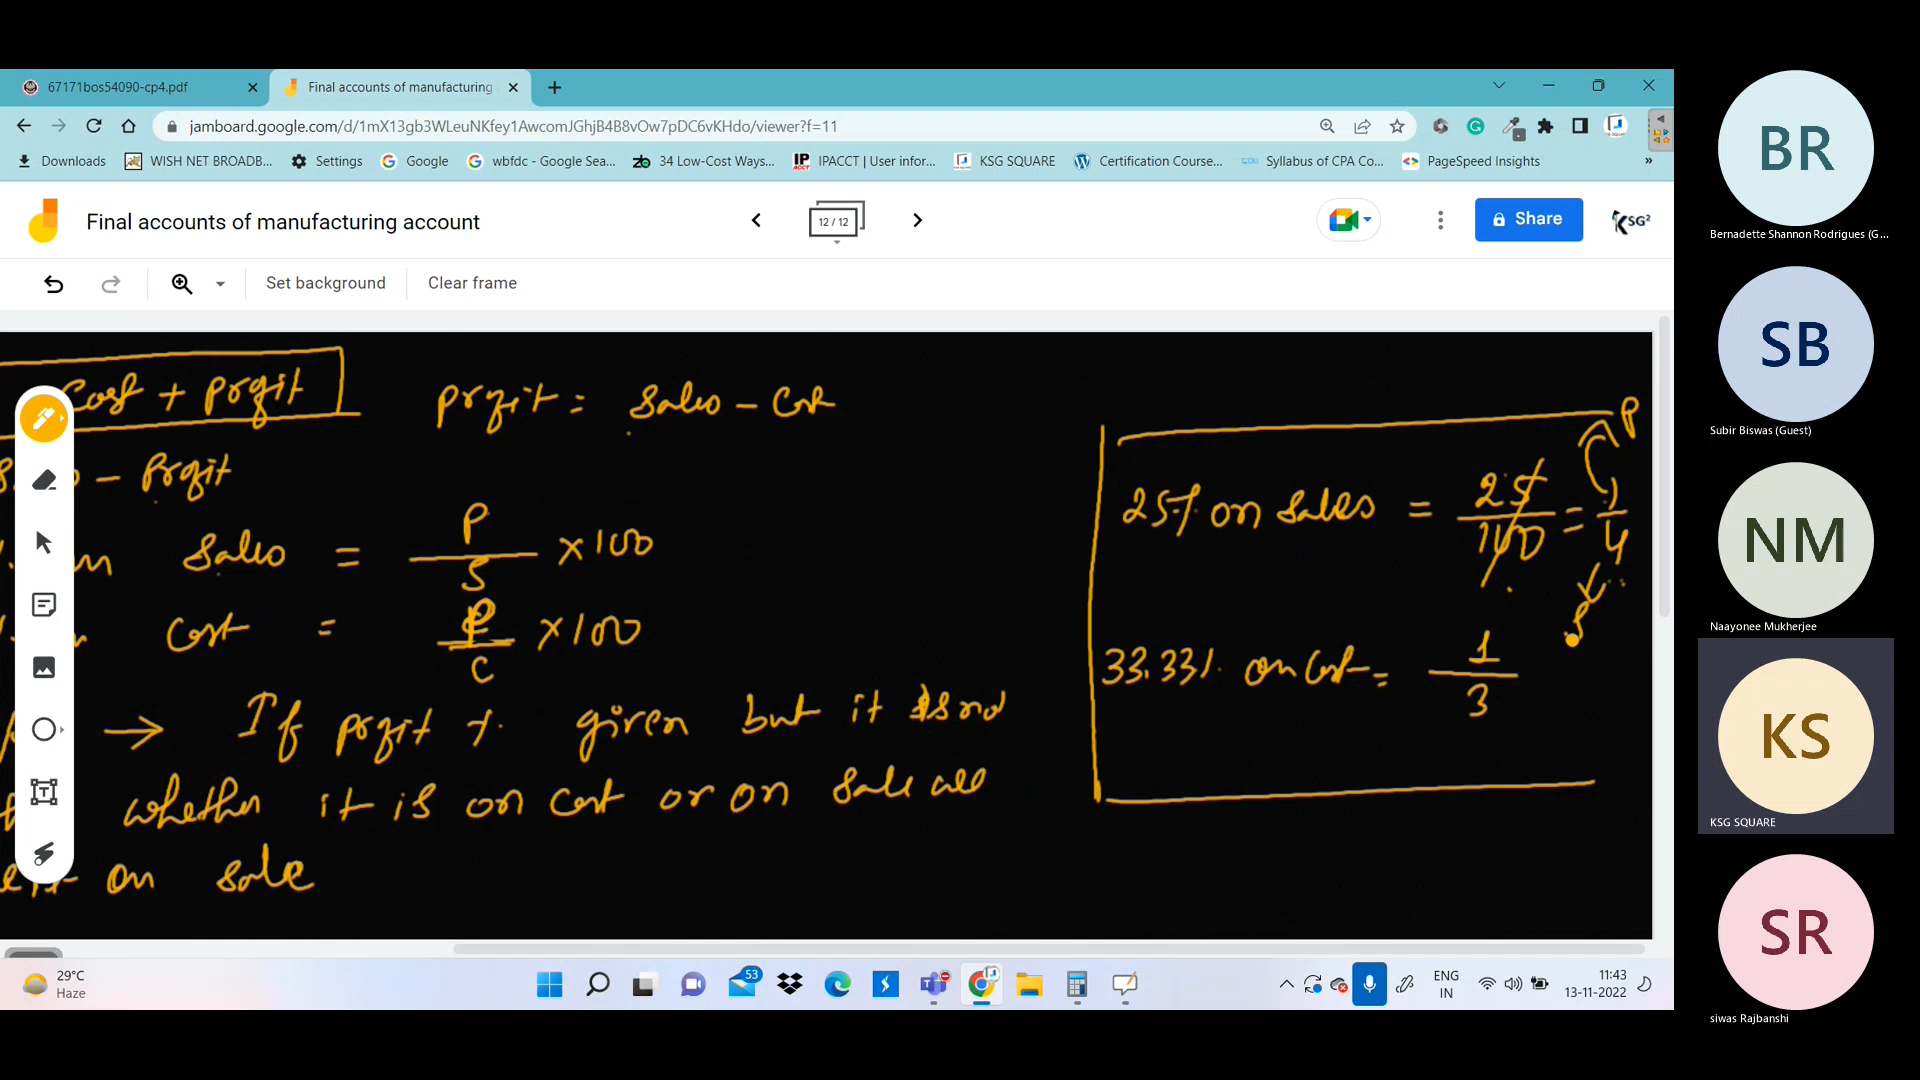 67171bos54090-cp4.pdf
Final accounts of manufacturing
jamboard.google.com/d/1mX13gb3WLeuNKfey1AwcomJGhjB4B8vOw7pDC6vKHdo/viewer?f=11
Downloads WISH NET BROADB... Settings Google wbfdc - Google Sea... 34 Low-Cost Ways... IPACCT | User infor... KSG SQUARE Certification Course... Syllabus of CPA Co... PageSpeed Insights »
Final accounts of manufacturing account
12 / 12
Share
KSG²
Set background Clear frame
Cost + Profit
Profit = Sales - Cost
- Profit
Sales = P/S × 100
Cost = P/C × 100
→ If profit % given but it is not
whether it is on cost or on sale all
on sale
P
25% on Sales = 25/100 = 1/4
S
33.33% on Cost = 1/3
29°C
Haze
53
ENG
IN
11:43
13-11-2022
BR
Bernadette Shannon Rodrigues (G...
SB
Subir Biswas (Guest)
NM
Naayonee Mukherjee
KS
KSG SQUARE
SR
siwas Rajbanshi